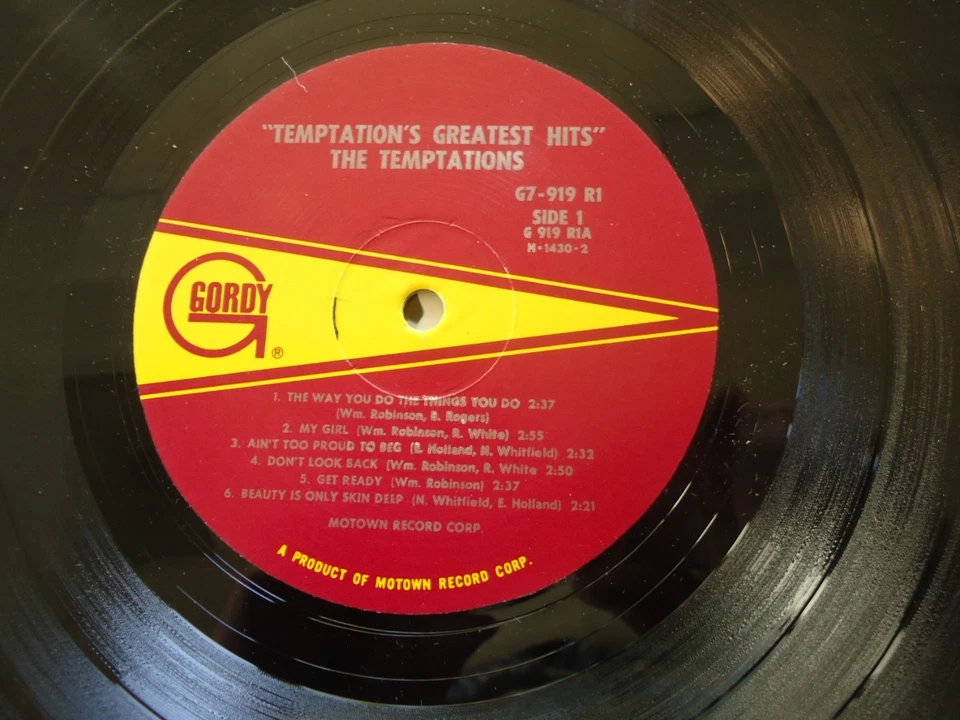 "TEMPTATION'S GREATEST HITS"
THE TEMPTATIONS
G7-919 R1
SIDE 1
G 919 R1A
N-1430-2
GORDY
®
1. THE WAY YOU DO THE THINGS YOU DO 2:37
(Wm. Robinson, B. Rogers)
2. MY GIRL (Wm. Robinson, R. White) 2:55
3. AIN'T TOO PROUD TO BEG (E. Holland, N. Whitfield) 2:32
4. DON'T LOOK BACK (Wm. Robinson, R. White 2:50
5. GET READY (Wm. Robinson) 2:37
6. BEAUTY IS ONLY SKIN DEEP (N. Whitfield, E. Holland) 2:21
MOTOWN RECORD CORP.
A PRODUCT OF MOTOWN RECORD CORP.